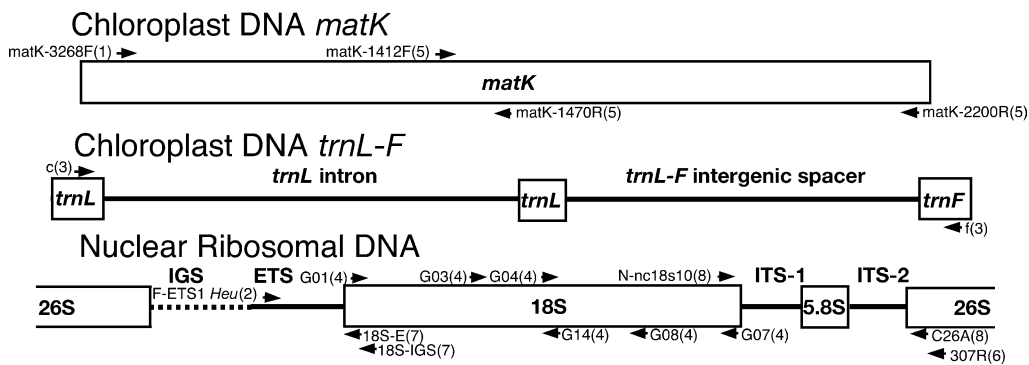 Chloroplast DNA matK
matK-3268F(1) matK-1412F(5)
matK
matK-1470R(5) matK-2200R(5)
Chloroplast DNA trnL-F
c(3)
trnL intron trnL-F intergenic spacer
trnL trnL trnF
f(3)
Nuclear Ribosomal DNA
IGS ETS G01(4) G03(4) G04(4) N-nc18s10(8) ITS-1 ITS-2
F-ETS1 Heu(2)
26S 18S 5.8S 26S
18S-E(7) G14(4) G08(4) G07(4) C26A(8)
18S-IGS(7) 307R(6)